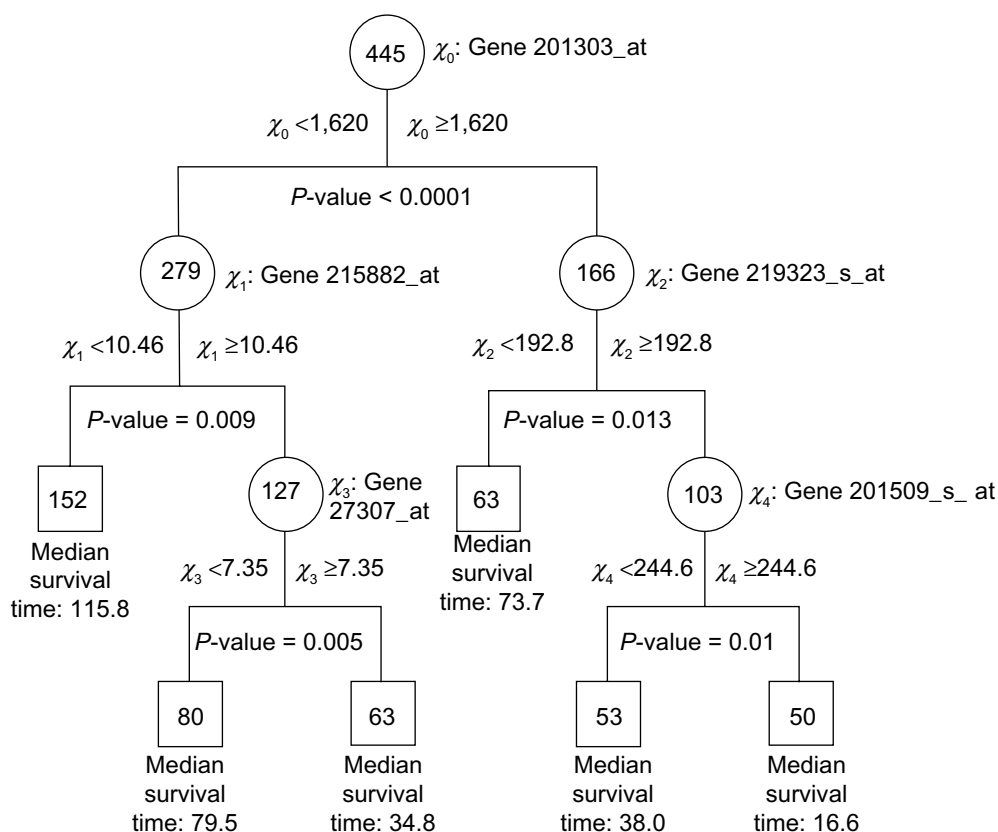 445
χ0: Gene 201303_at
χ0 <1,620
χ0 ≥1,620
P-value < 0.0001
279
χ1: Gene 215882_at
166
χ2: Gene 219323_s_at
χ1 <10.46
χ1 ≥10.46
χ2 <192.8
χ2 ≥192.8
P-value = 0.009
P-value = 0.013
152
Median
survival
time: 115.8
127
χ3: Gene
27307_at
63
Median
survival
time: 73.7
103
χ4: Gene 201509_s_ at
χ3 <7.35
χ3 ≥7.35
χ4 <244.6
χ4 ≥244.6
P-value = 0.005
P-value = 0.01
80
Median
survival
time: 79.5
63
Median
survival
time: 34.8
53
Median
survival
time: 38.0
50
Median
survival
time: 16.6